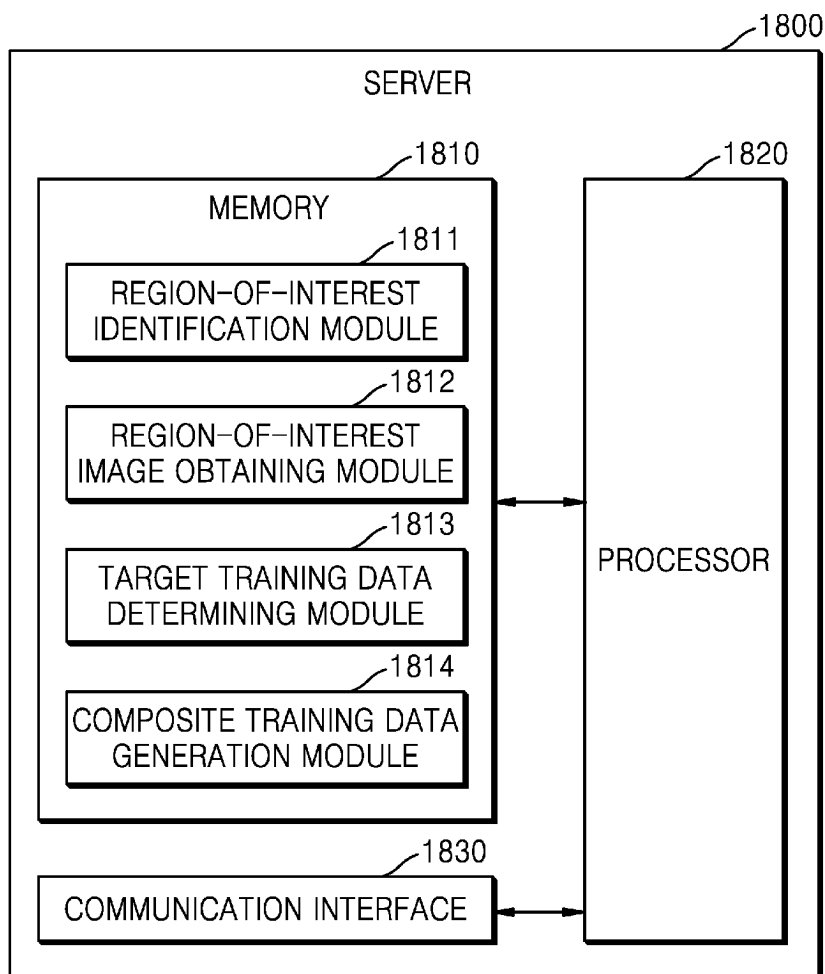 1800
SERVER
1810
MEMORY
1811
REGION-OF-INTEREST
IDENTIFICATION MODULE
1812
REGION-OF-INTEREST
IMAGE OBTAINING MODULE
1813
TARGET TRAINING DATA
DETERMINING MODULE
1814
COMPOSITE TRAINING DATA
GENERATION MODULE
1820
PROCESSOR
1830
COMMUNICATION INTERFACE